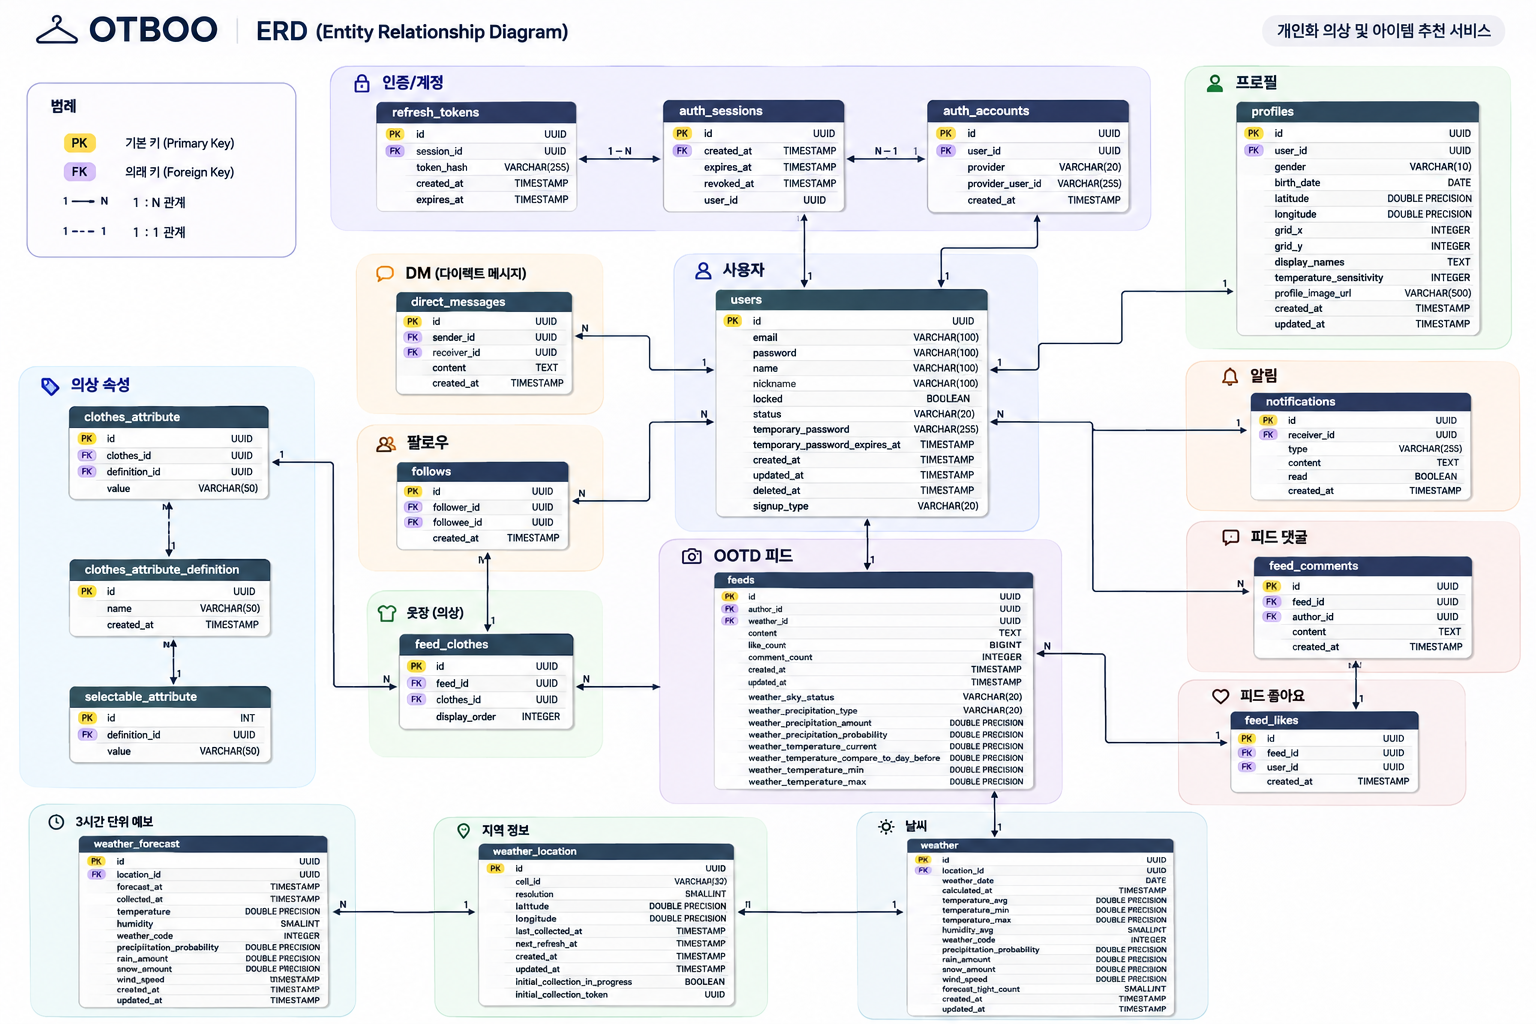 OTBOO
ERD (Entity Relationship Diagram)
개인화 의상 및 아이템 추천 서비스
범례
PK 기본 키 (Primary Key)
FK 의래 키 (Foreign Key)
1 N 1 : N 관계
1 1 1 : 1 관계
인증/계정
refresh_tokens
PK id UUID
FK session_id UUID
token_hash VARCHAR(255)
created_at TIMESTAMP
expires_at TIMESTAMP
1 – N
auth_sessions
PK id UUID
FK created_at TIMESTAMP
expires_at TIMESTAMP
revoked_at TIMESTAMP
user_id UUID
N – 1 1
auth_accounts
PK id UUID
FK user_id UUID
provider VARCHAR(20)
provider_user_id VARCHAR(255)
created_at TIMESTAMP
1
1
1
프로필
profiles
PK id UUID
FK user_id UUID
gender VARCHAR(10)
birth_date DATE
latitude DOUBLE PRECISION
longitude DOUBLE PRECISION
grid_x INTEGER
grid_y INTEGER
display_names TEXT
temperature_sensitivity INTEGER
profile_image_url VARCHAR(500)
created_at TIMESTAMP
updated_at TIMESTAMP
1
DM (다이렉트 메시지)
direct_messages
PK id UUID
FK sender_id UUID
FK receiver_id UUID
content TEXT
created_at TIMESTAMP
N
1
사용자
users
PK id UUID
email VARCHAR(100)
password VARCHAR(100)
name VARCHAR(100)
nickname VARCHAR(100)
locked BOOLEAN
status VARCHAR(20)
temporary_password VARCHAR(255)
temporary_password_expires_at TIMESTAMP
created_at TIMESTAMP
updated_at TIMESTAMP
deleted_at TIMESTAMP
signup_type VARCHAR(20)
1
N
N
1
알림
notifications
PK id UUID
FK receiver_id UUID
type VARCHAR(255)
content TEXT
read BOOLEAN
created_at TIMESTAMP
1
의상 속성
clothes_attribute
PK id UUID
FK clothes_id UUID
FK definition_id UUID
value VARCHAR(50)
1
N
1
clothes_attribute_definition
PK id UUID
name VARCHAR(50)
created_at TIMESTAMP
N
1
selectable_attribute
PK id INT
FK definition_id UUID
value VARCHAR(50)
팔로우
follows
PK id UUID
FK follower_id UUID
FK followee_id UUID
created_at TIMESTAMP
N
1
옷장 (의상)
feed_clothes
PK id UUID
FK feed_id UUID
FK clothes_id UUID
display_order INTEGER
N
N
OOTD 피드
feeds
PK id UUID
FK author_id UUID
FK weather_id UUID
content TEXT
like_count BIGINT
comment_count INTEGER
created_at TIMESTAMP
updated_at TIMESTAMP
weather_sky_status VARCHAR(20)
weather_precipitation_type VARCHAR(20)
weather_precipitation_amount DOUBLE PRECISION
weather_precipitation_probability DOUBLE PRECISION
weather_temperature_current DOUBLE PRECISION
weather_temperature_compare_to_day_before DOUBLE PRECISION
weather_temperature_min DOUBLE PRECISION
weather_temperature_max DOUBLE PRECISION
N
1
피드 댓글
feed_comments
PK id UUID
FK feed_id UUID
FK author_id UUID
content TEXT
created_at TIMESTAMP
N
1
피드 좋아요
feed_likes
PK id UUID
FK feed_id UUID
FK user_id UUID
created_at TIMESTAMP
1
3시간 단위 예보
weather_forecast
PK id UUID
FK location_id UUID
forecast_at TIMESTAMP
collected_at TIMESTAMP
temperature DOUBLE PRECISION
humidity SMALINT
weather_code INTEGER
precipiitation_probability DOUBLE PRECISION
rain_amount DOUBLE PRECISION
snow_amount DOUBLE PRECISION
wind_speed TIMESTAMP
created_at TIMESTAMP
updated_at TIMESTAMP
N
1
지역 정보
weather_location
PK id UUID
cell_id VARCHAR(32)
resolution SMALLINT
latitude DOUBLE PRECISION
longitude DOUBLE PRECISION
last_collected_at TIMESTAMP
next_refresh_at TIMESTAMP
created_at TIMESTAMP
updated_at TIMESTAMP
initial_collection_in_progress BOOLEAN
initial_collection_token UUID
1
날씨
weather
PK id UUID
FK location_id UUID
weather_date DATE
calculated_at TIMESTAMP
temperature_avg DOUBLE PRECISION
temperature_min DOUBLE PRECISION
temperature_max DOUBLE PRECISION
humidity_avg SMALLINT
weather_code INTEGER
precipittation_probability DOUBLE PRECISION
rain_amount DOUBLE PRECISION
snow_amount DOUBLE PRECISION
wind_speed DOUBLE PRECISION
forecast_tight_count SMALLINT
created_at TIMESTAMP
updated_at TIMESTAMP